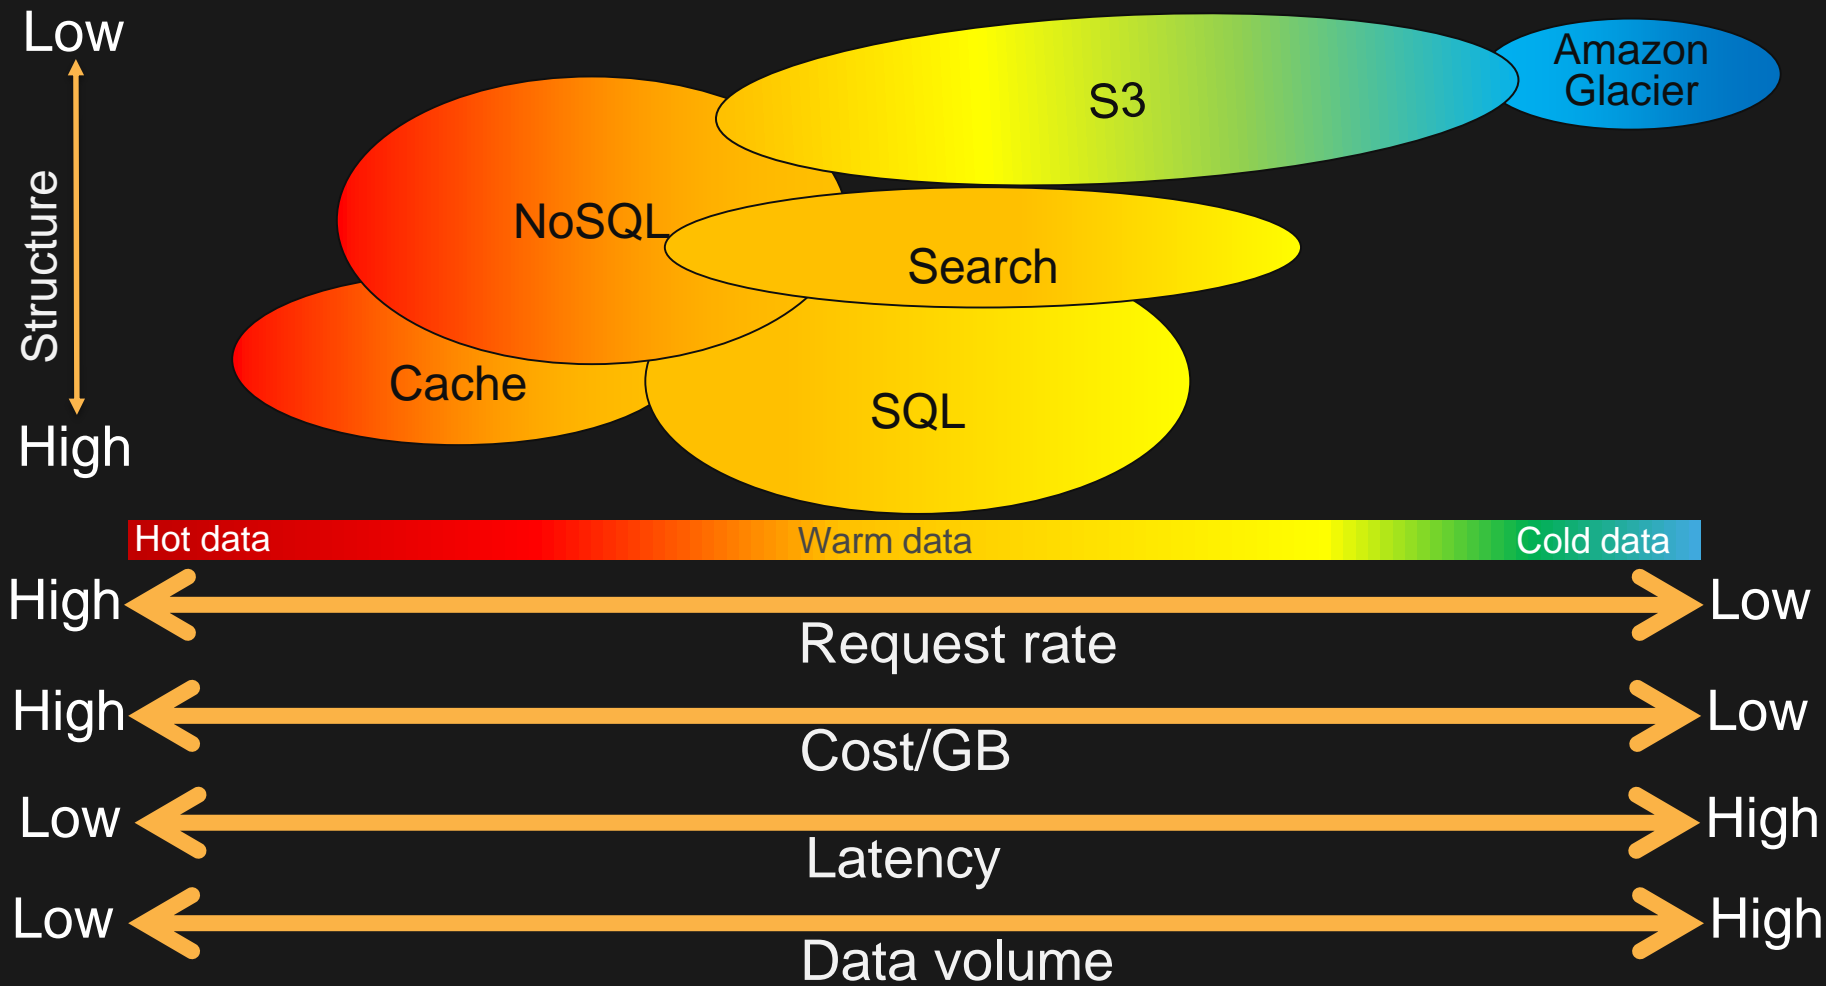 Low
Structure
High
Amazon
Glacier
S3
NoSQL
Search
Cache
SQL
Hot data
Warm data
Cold data
High
Low
Request rate
High
Low
Cost/GB
Low
High
Latency
Low
High
Data volume